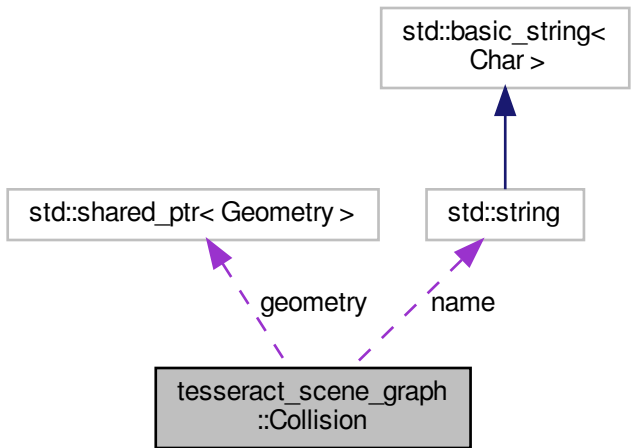 std::basic_string<
Char >
std::shared_ptr< Geometry >
std::string
geometry
name
tesseract_scene_graph
::Collision